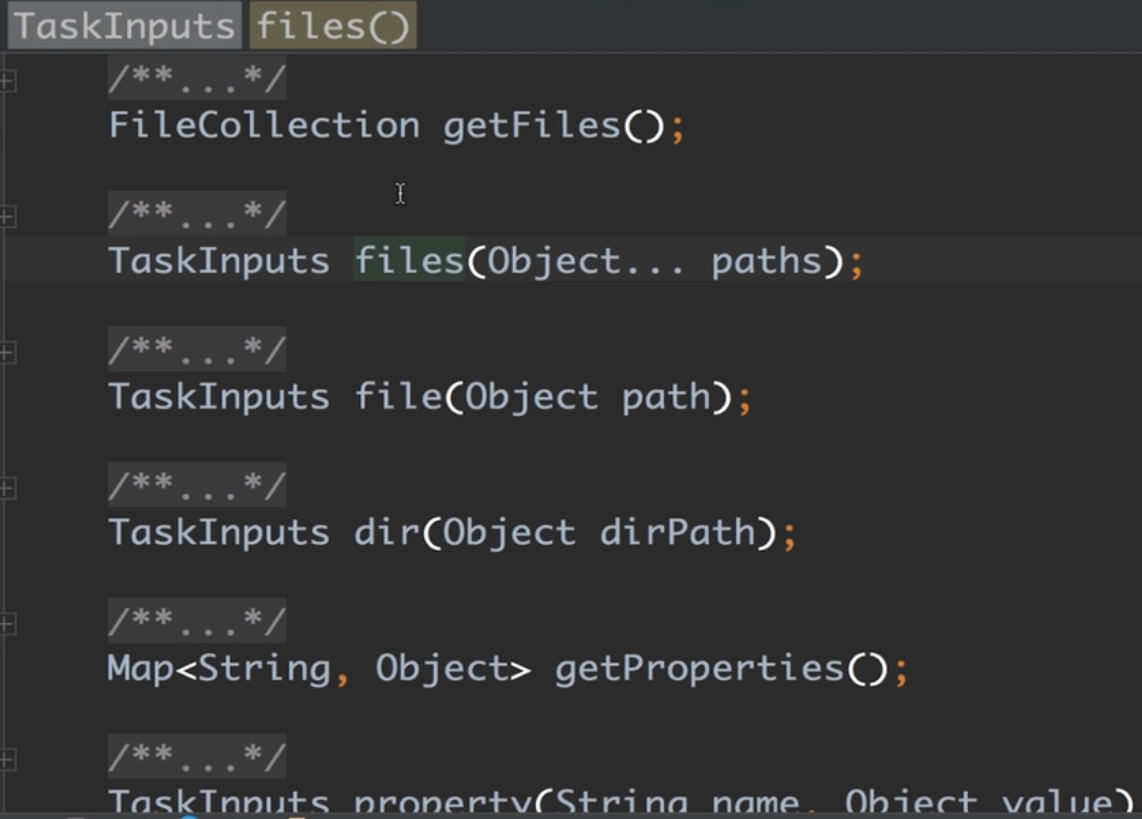 TaskInputs files()
/**...*/
FileCollection getFiles();
/**...*/
TaskInputs files(Object... paths);
/**...*/
TaskInputs file(Object path);
/**...*/
TaskInputs dir(Object dirPath);
/**...*/
Map<String, Object> getProperties();
/**...*/
TaskInputs property(String name, Object value)